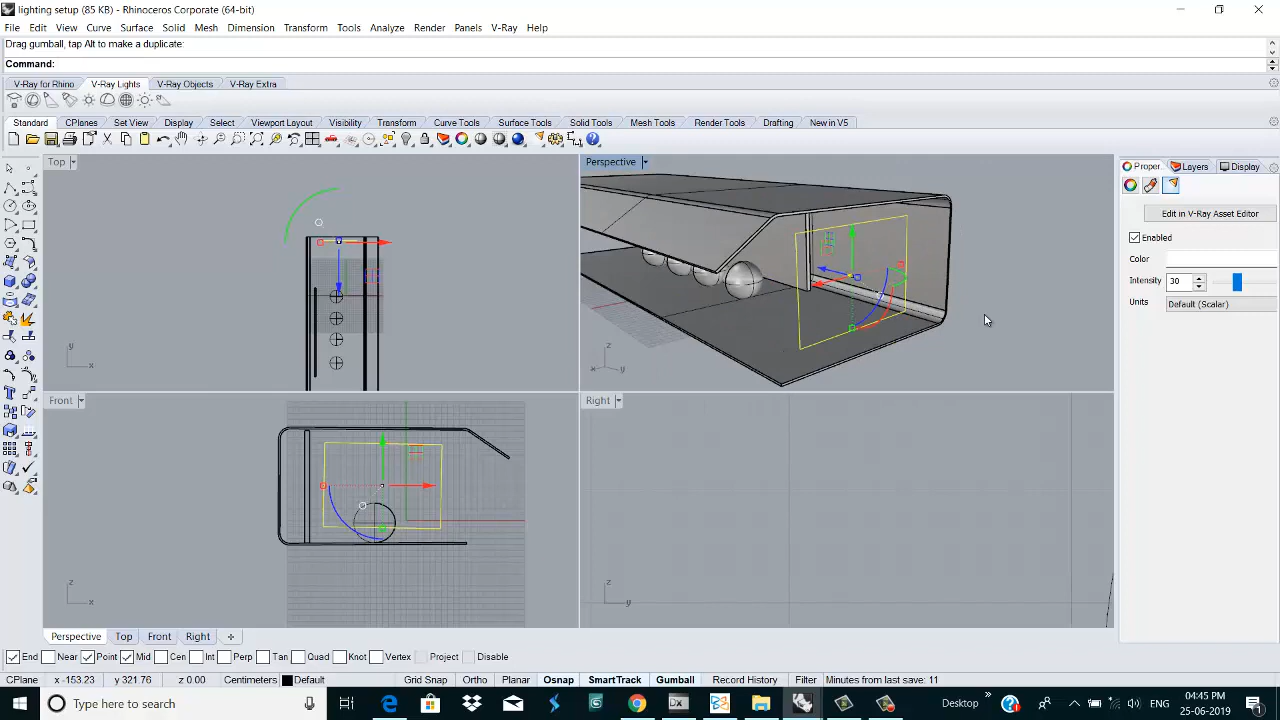 lighting setup (85 KB) - Rhinoceros Corporate (64-bit)
File Edit View Curve Surface Solid Mesh Dimension Transform Tools Analyze Render Panels V-Ray Help
Drag gumball, tap Alt to make a duplicate:
Command:
V-Ray for Rhino V-Ray Lights V-Ray Objects V-Ray Extra
Standard CPlanes Set View Display Select Viewport Layout Visibility Transform Curve Tools Surface Tools Solid Tools Mesh Tools Render Tools Drafting New in V5
Top Perspective Proper Layers Display
Edit in V-Ray Asset Editor
Enabled
Color
Intensity 30
Units Default (Scalar)
y x
z x y
Front Right
z x
z y
Perspective Top Front Right
End Near Point Mid Cen Int Perp Tan Quad Knot Vertex Project Disable
CPlane x -153.23 y 321.76 z 0.00 Centimeters Default Grid Snap Ortho Planar Osnap SmartTrack Gumball Record History Filter Minutes from last save: 11
Type here to search Desktop ENG 04:45 PM
25-06-2019